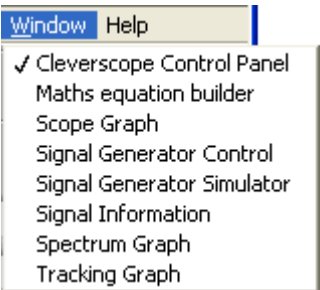 Window Help
✓ Cleverscope Control Panel
Maths equation builder
Scope Graph
Signal Generator Control
Signal Generator Simulator
Signal Information
Spectrum Graph
Tracking Graph